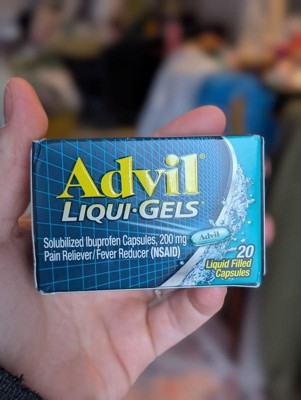 Advil®
LIQUI·GELS®
Solubilized Ibuprofen Capsules, 200 mg
Pain Reliever/Fever Reducer (NSAID)
Advil
20
Liquid Filled
Capsules